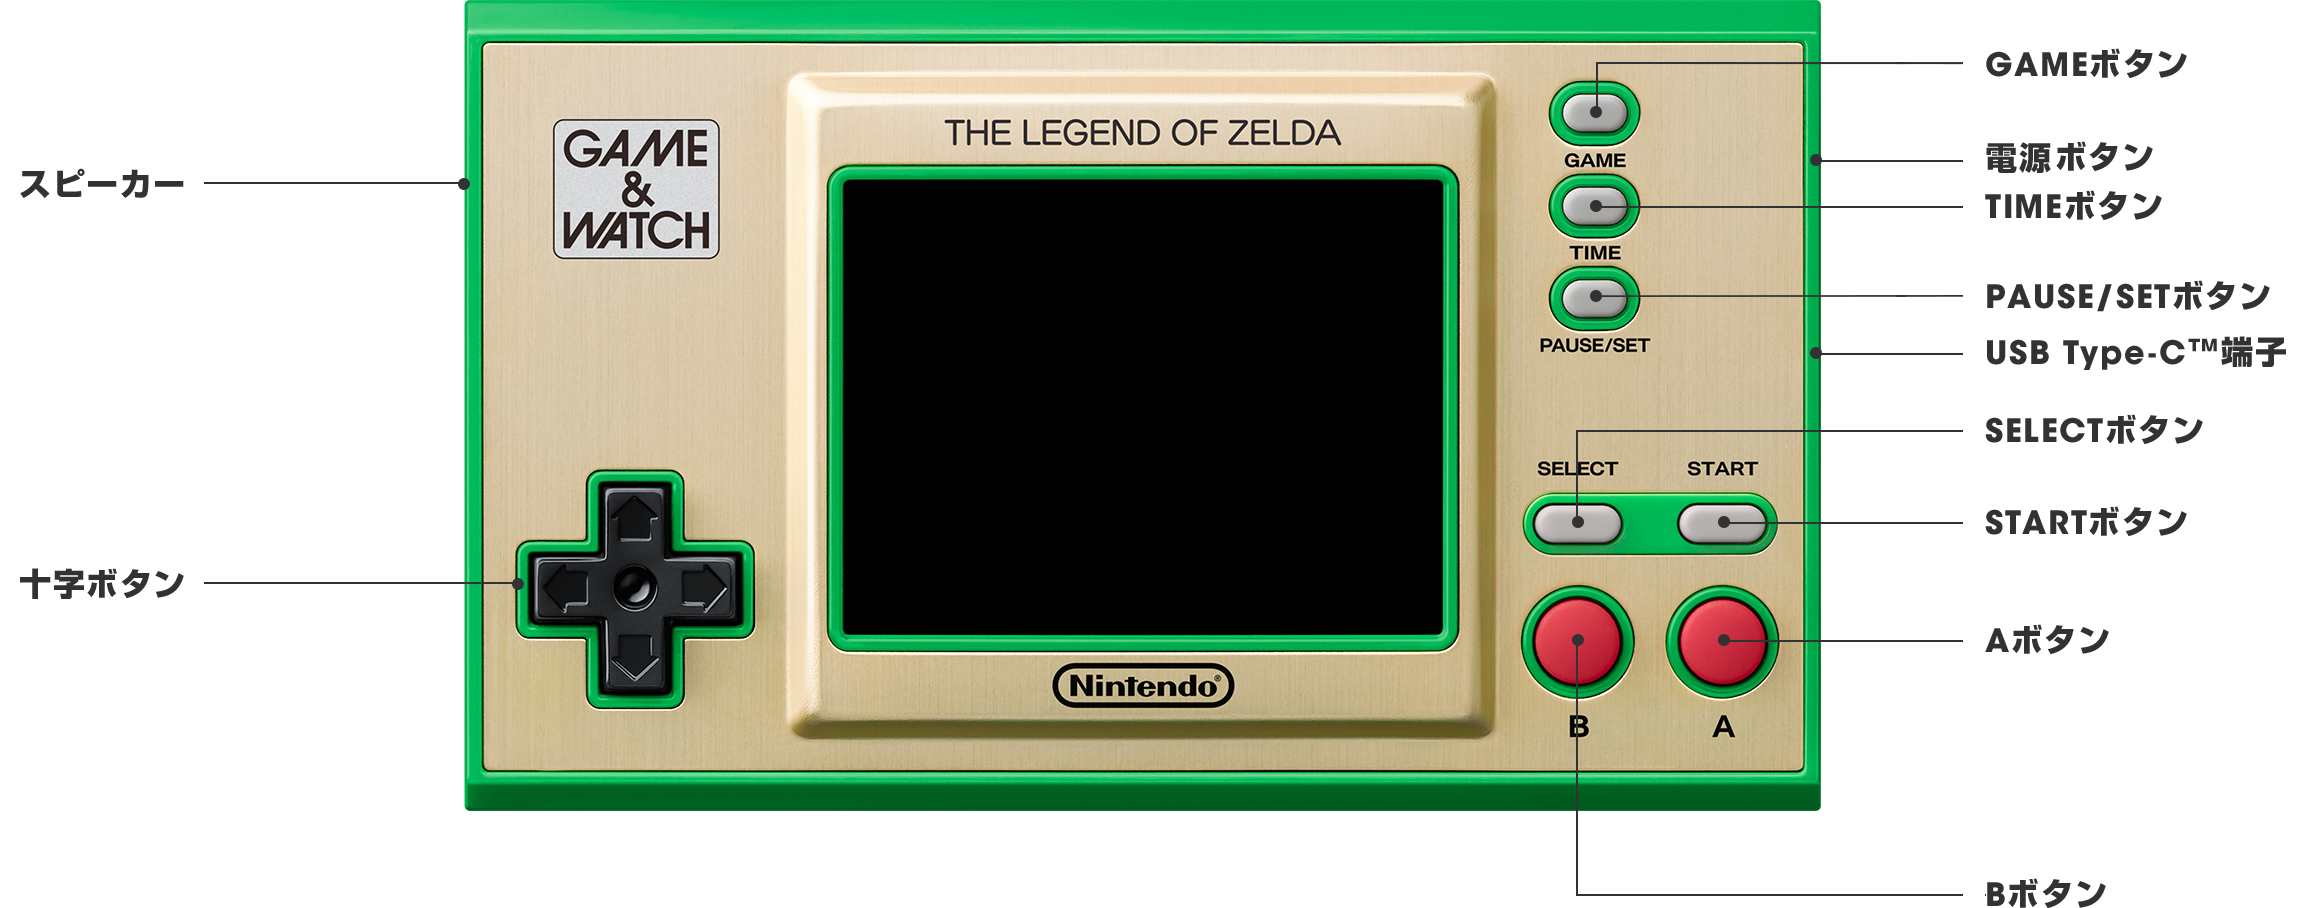 GAMEボタン
THE LEGEND OF ZELDA
GAME
&
WATCH
スピーカー
GAME
電源ボタン
TIMEボタン
TIME
PAUSE/SETボタン
PAUSE/SET
USB Type-C™端子
SELECTボタン
SELECT
START
STARTボタン
十字ボタン
Aボタン
Nintendo®
B
A
Bボタン